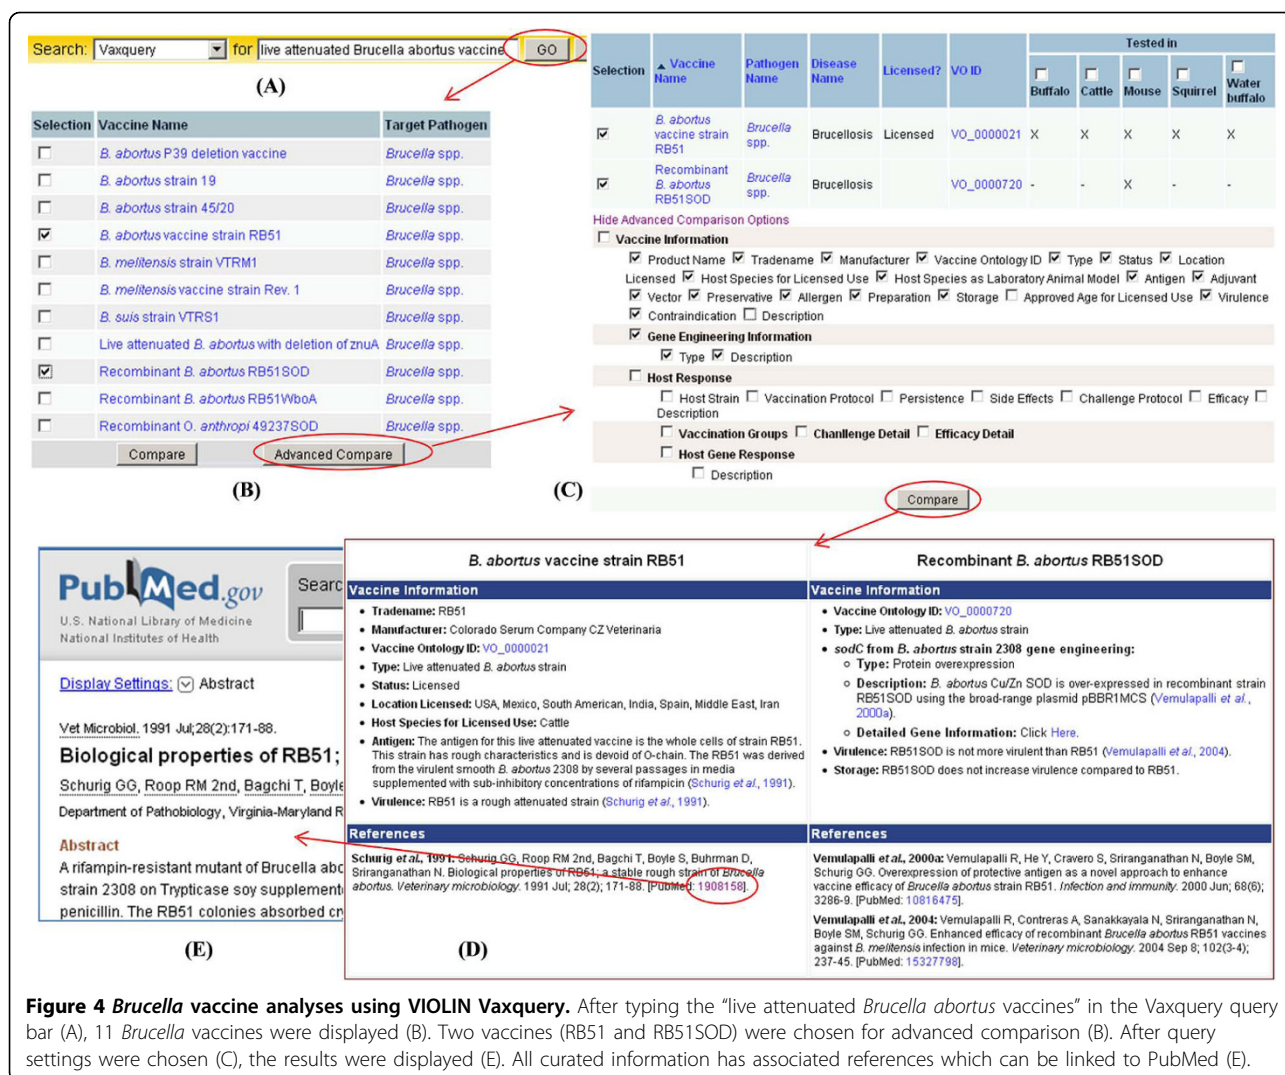 Search: Vaxquery for live attenuated Brucella abortus vaccine GO
(A)
Selection Vaccine Name Target Pathogen
B. abortus P39 deletion vaccine Brucella spp.
B. abortus strain 19 Brucella spp.
B. abortus strain 45/20 Brucella spp.
B. abortus vaccine strain RB51 Brucella spp.
B. melitensis strain VTRM1 Brucella spp.
B. melitensis vaccine strain Rev. 1 Brucella spp.
B. suis strain VTRS1 Brucella spp.
Live attenuated B. abortus with deletion of znuA Brucella spp.
Recombinant B. abortus RB51SOD Brucella spp.
Recombinant B. abortus RB51WboA Brucella spp.
Recombinant O. anthropi 49237SOD Brucella spp.
Compare Advanced Compare
(B)
Tested in
Selection Vaccine Name Pathogen Name Disease Name Licensed? VO ID Buffalo Cattle Mouse Squirrel Water buffalo
B. abortus vaccine strain RB51 Brucella spp. Brucellosis Licensed VO_0000021 X X X X X
Recombinant B. abortus RB51SOD Brucella spp. Brucellosis VO_0000720 - - X - -
Hide Advanced Comparison Options
Vaccine Information
Product Name Tradename Manufacturer Vaccine Ontology ID Type Status Location
Licensed Host Species for Licensed Use Host Species as Laboratory Animal Model Antigen Adjuvant
Vector Preservative Allergen Preparation Storage Approved Age for Licensed Use Virulence
Contraindication Description
Gene Engineering Information
Type Description
Host Response
Host Strain Vaccination Protocol Persistence Side Effects Challenge Protocol Efficacy
Description
Vaccination Groups Chanllenge Detail Efficacy Detail
Host Gene Response
Description
(C)
Compare
PubMed.gov
U.S. National Library of Medicine
National Institutes of Health
Searc
Display Settings: Abstract
Vet Microbiol. 1991 Jul;28(2):171-88.
Biological properties of RB51;
Schurig GG, Roop RM 2nd, Bagchi T, Boyle
Department of Pathobiology, Virginia-Maryland R
Abstract
A rifampin-resistant mutant of Brucella abo
strain 2308 on Trypticase soy supplement
penicillin. The RB51 colonies absorbed cr
(E)
B. abortus vaccine strain RB51
Vaccine Information
• Tradename: RB51
• Manufacturer: Colorado Serum Company CZ Veterinaria
• Vaccine Ontology ID: VO_0000021
• Type: Live attenuated B. abortus strain
• Status: Licensed
• Location Licensed: USA, Mexico, South American, India, Spain, Middle East, Iran
• Host Species for Licensed Use: Cattle
• Antigen: The antigen for this live attenuated vaccine is the whole cells of strain RB51.
This strain has rough characteristics and is devoid of O-chain. The RB51 was derived
from the virulent smooth B. abortus 2308 by several passages in media
supplemented with sub-inhibitory concentrations of rifampicin (Schurig et al., 1991).
• Virulence: RB51 is a rough attenuated strain (Schurig et al., 1991).
References
Schurig et al., 1991: Schurig GG, Roop RM 2nd, Bagchi T, Boyle S, Buhrman D,
Sriranganathan N. Biological properties of RB51; a stable rough strain of Brucella
abortus. Veterinary microbiology. 1991 Jul; 28(2); 171-88. [PubMed: 1908158].
(D)
Recombinant B. abortus RB51SOD
Vaccine Information
• Vaccine Ontology ID: VO_0000720
• Type: Live attenuated B. abortus strain
• sodC from B. abortus strain 2308 gene engineering:
Type: Protein overexpression
Description: B. abortus Cu/Zn SOD is over-expressed in recombinant strain
RB51SOD using the broad-range plasmid pBBR1MCS (Vemulapalli et al.,
2000a).
Detailed Gene Information: Click Here.
• Virulence: RB51SOD is not more virulent than RB51 (Vemulapalli et al., 2004).
• Storage: RB51SOD does not increase virulence compared to RB51.
References
Vemulapalli et al., 2000a: Vemulapalli R, He Y, Cravero S, Sriranganathan N, Boyle SM,
Schurig GG. Overexpression of protective antigen as a novel approach to enhance
vaccine efficacy of Brucella abortus strain RB51. Infection and immunity. 2000 Jun; 68(6);
3286-9. [PubMed: 10816475].
Vemulapalli et al., 2004: Vemulapalli R, Contreras A, Sanakkayala N, Sriranganathan N,
Boyle SM, Schurig GG. Enhanced efficacy of recombinant Brucella abortus RB51 vaccines
against B. melitensis infection in mice. Veterinary microbiology. 2004 Sep 8; 102(3-4);
237-45. [PubMed: 15327798].
Figure 4 Brucella vaccine analyses using VIOLIN Vaxquery. After typing the “live attenuated Brucella abortus vaccines” in the Vaxquery query
bar (A), 11 Brucella vaccines were displayed (B). Two vaccines (RB51 and RB51SOD) were chosen for advanced comparison (B). After query
settings were chosen (C), the results were displayed (E). All curated information has associated references which can be linked to PubMed (E).